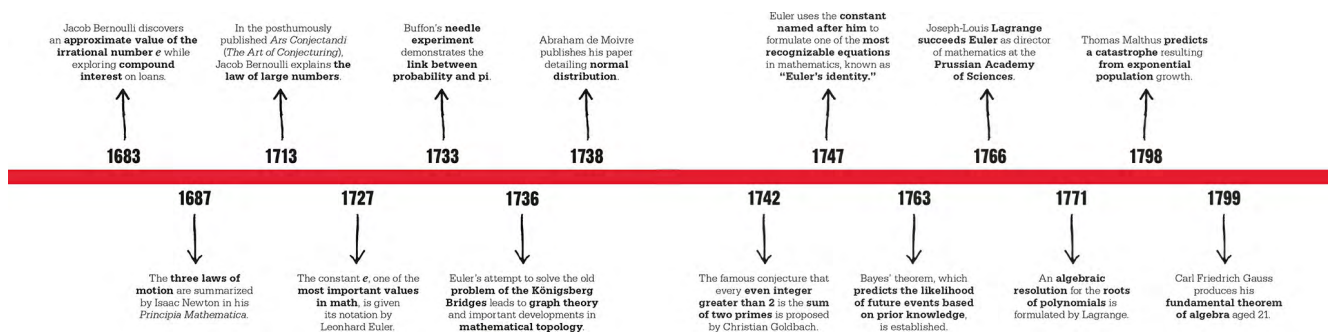 Jacob Bernoulli discovers
an approximate value of the
irrational number e while
exploring compound
interest on loans.
1683
In the posthumously
published Ars Conjectandi
(The Art of Conjecturing),
Jacob Bernoulli explains the
law of large numbers.
1713
Buffon's needle
experiment
demonstrates the
link between
probability and pi.
1733
Abraham de Moivre
publishes his paper
detailing normal
distribution.
1738
Euler uses the constant
named after him to
formulate one of the most
recognizable equations
in mathematics, known as
"Euler's identity."
1747
Joseph-Louis Lagrange
succeeds Euler as director
of mathematics at the
Prussian Academy
of Sciences.
1766
Thomas Malthus predicts
a catastrophe resulting
from exponential
population growth.
1798
1687
The three laws of
motion are summarized
by Isaac Newton in his
Principia Mathematica.
1727
The constant e, one of the
most important values
in math, is given
its notation by
Leonhard Euler.
1736
Euler's attempt to solve the old
problem of the Königsberg
Bridges leads to graph theory
and important developments in
mathematical topology.
1742
The famous conjecture that
every even integer
greater than 2 is the sum
of two primes is proposed
by Christian Goldbach.
1763
Bayes' theorem, which
predicts the likelihood
of future events based
on prior knowledge,
is established.
1771
An algebraic
resolution for the roots
of polynomials is
formulated by Lagrange.
1799
Carl Friedrich Gauss
produces his
fundamental theorem
of algebra aged 21.